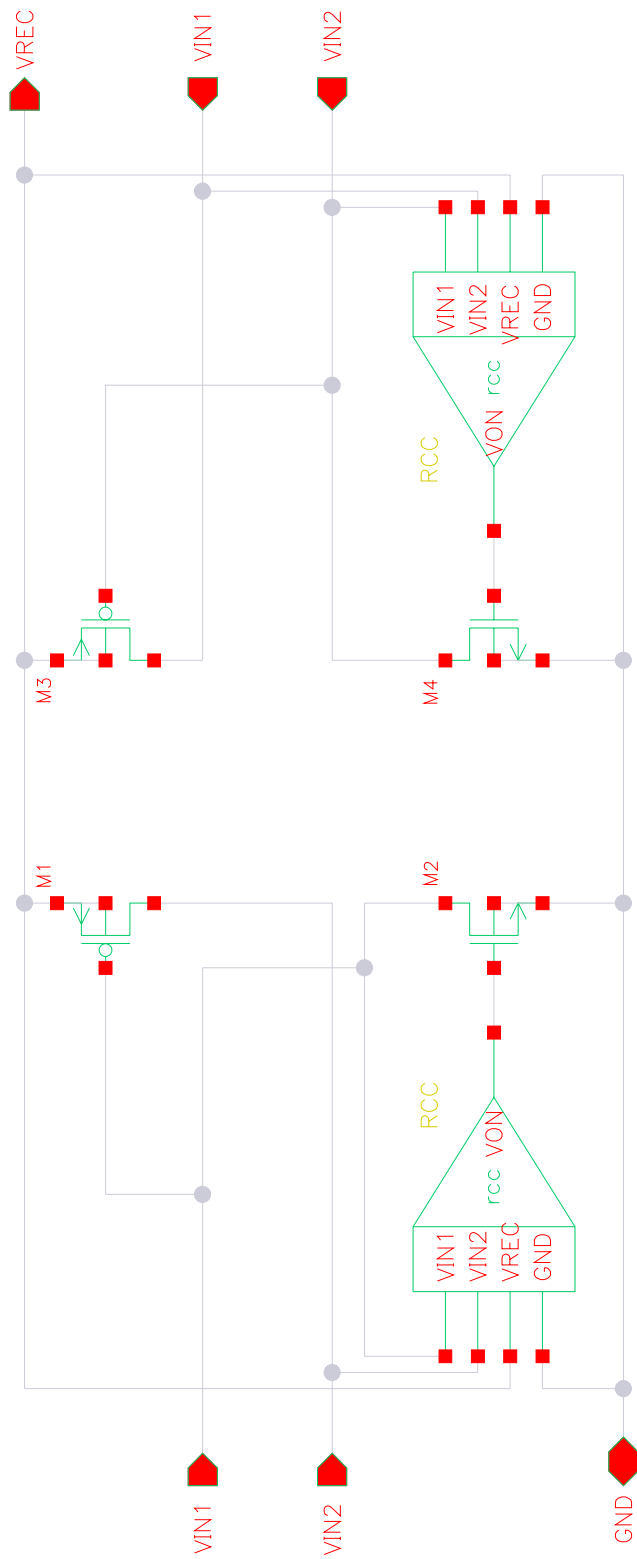 VREC
VIN1
VIN2
VIN1
VIN2
VREC
GND
rcc
VON
RCC
M3
M4
M1
M2
RCC
VON
rcc
VIN1
VIN2
VREC
GND
VIN1
VIN2
GND